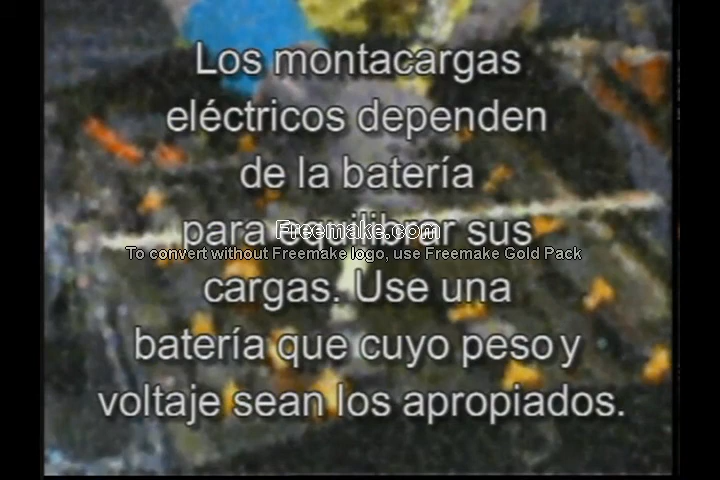 Los montacargas
eléctricos dependen
de la batería
para equilibrar sus
Freemake.com
To convert without Freemake logo, use Freemake Gold Pack
cargas. Use una
batería que cuyo peso y
voltaje sean los apropiados.